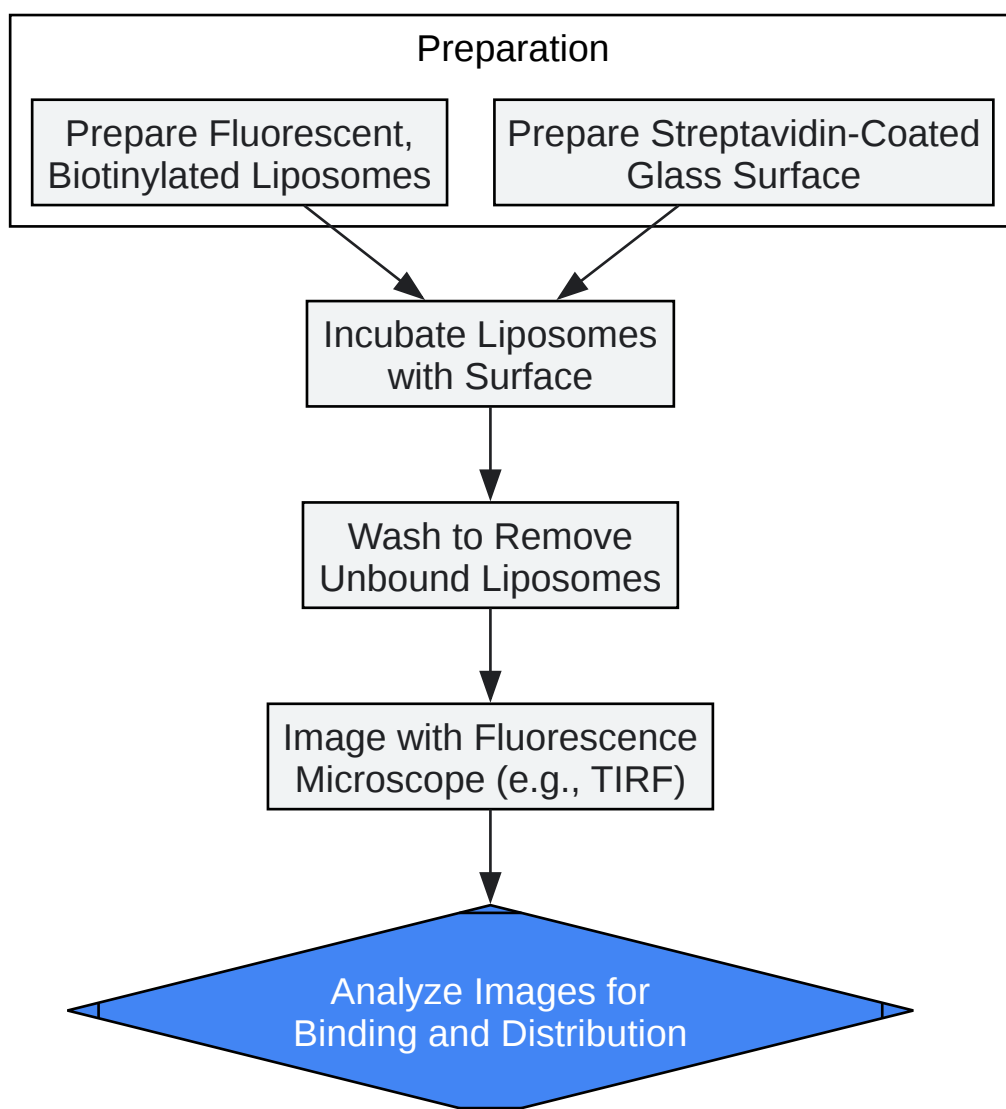 Preparation
Prepare Fluorescent,
Biotinylated Liposomes
Prepare Streptavidin-Coated
Glass Surface
Incubate Liposomes
with Surface
Wash to Remove
Unbound Liposomes
Image with Fluorescence
Microscope (e.g., TIRF)
Analyze Images for
Binding and Distribution